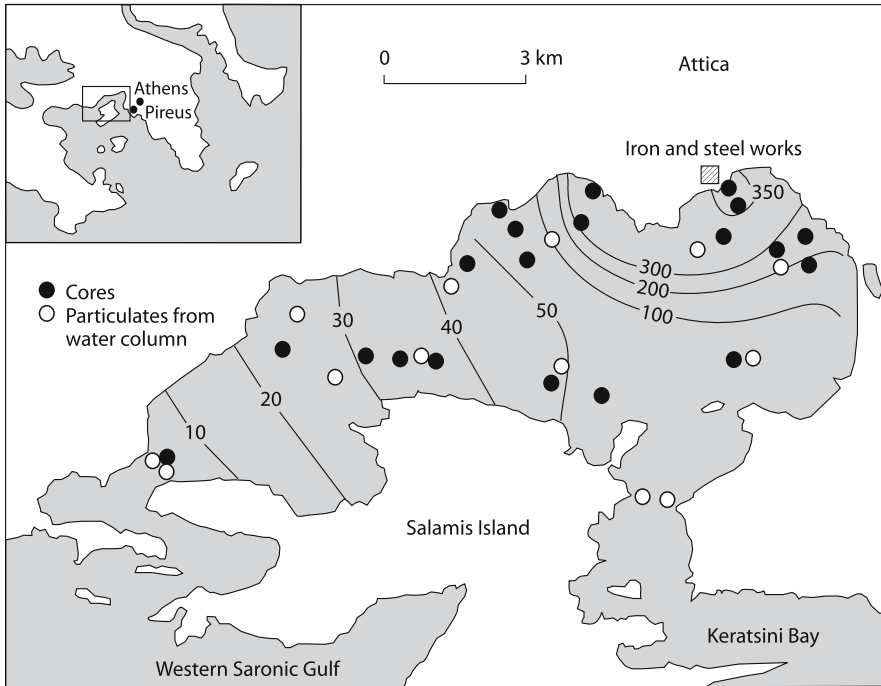 Athens
Pireus
0 3 km
Attica
Iron and steel works
350
300
200
100
50
40
30
20
10
Cores
Particulates from
water column
Salamis Island
Keratsini Bay
Western Saronic Gulf